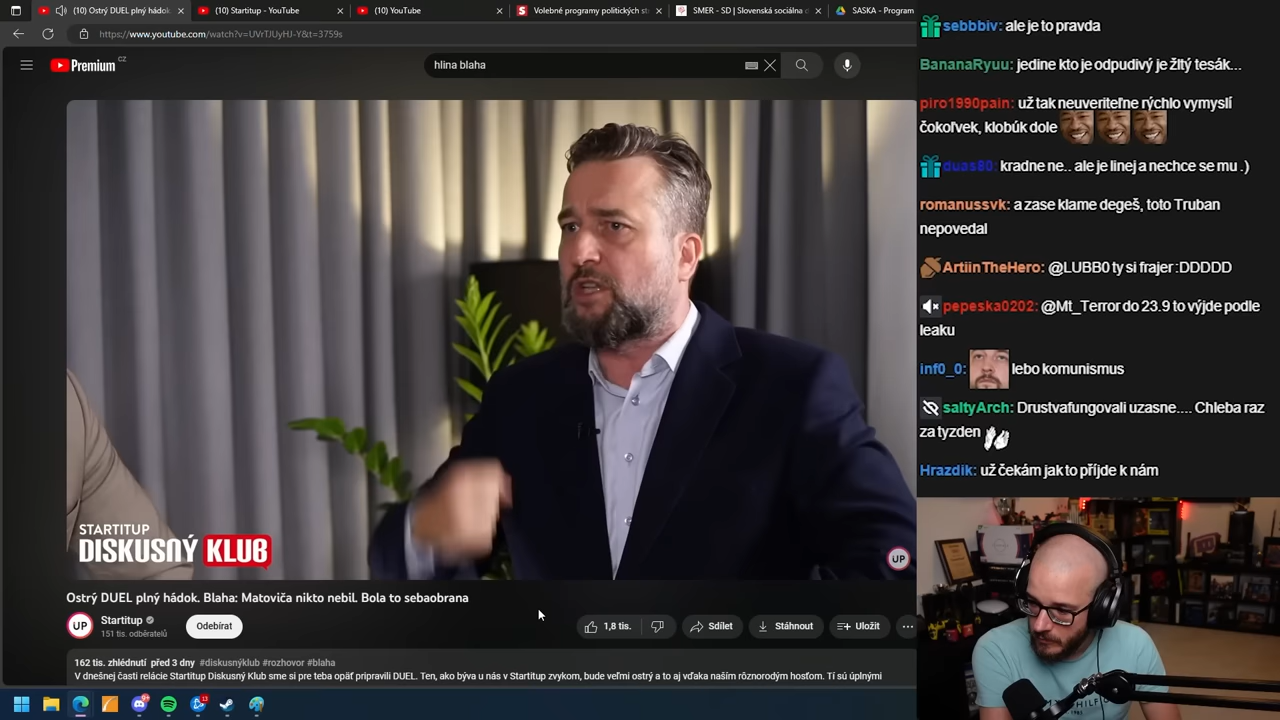 (10) Ostrý DUEL plný hádok
(10) Startitup - YouTube
(10) YouTube
Volebné programy politických st
SMER - SD | Slovenská sociálna d
SASKA - Program
https://www.youtube.com/watch?v=UVrTJUyHJ-Y&t=3759s
Premium CZ
hlina blaha
STARTITUP
DISKUSNÝ KLUB
UP
Ostrý DUEL plný hádok. Blaha: Matoviča nikto nebil. Bola to sebaobrana
UP
Startitup
151 tis. odběratelů
Odebírat
1,8 tis.
Sdílet
Stáhnout
Uložit
162 tis. zhlédnutí před 3 dny #diskusnýklub #rozhovor #blaha
V dnešnej časti relácie Startitup Diskusný Klub sme si pre teba opäť pripravili DUEL. Ten, ako býva u nás v Startitup zvykom, bude veľmi ostrý a to aj vďaka našim rôznorodým hosťom. Tí sú úplnými
sebbbiv: ale je to pravda
BananaRyuu: jedine kto je odpudivý je žltý tesák...
piro1990pain: už tak neuveriteľne rýchlo vymyslí
čokoľvek, klobúk dole
duas80: kradne ne.. ale je linej a nechce se mu .)
romanussvk: a zase klame degeš, toto Truban
nepovedal
ArtiinTheHero: @LUBB0 ty si frajer :DDDDD
pepeska0202: @Mt_Terror do 23.9 to výjde podle
leaku
inf0_0: lebo komunismus
saltyArch: Drustvafungovali uzasne.... Chleba raz
za tyzden
Hrazdik: už čekám jak to příjde k nám